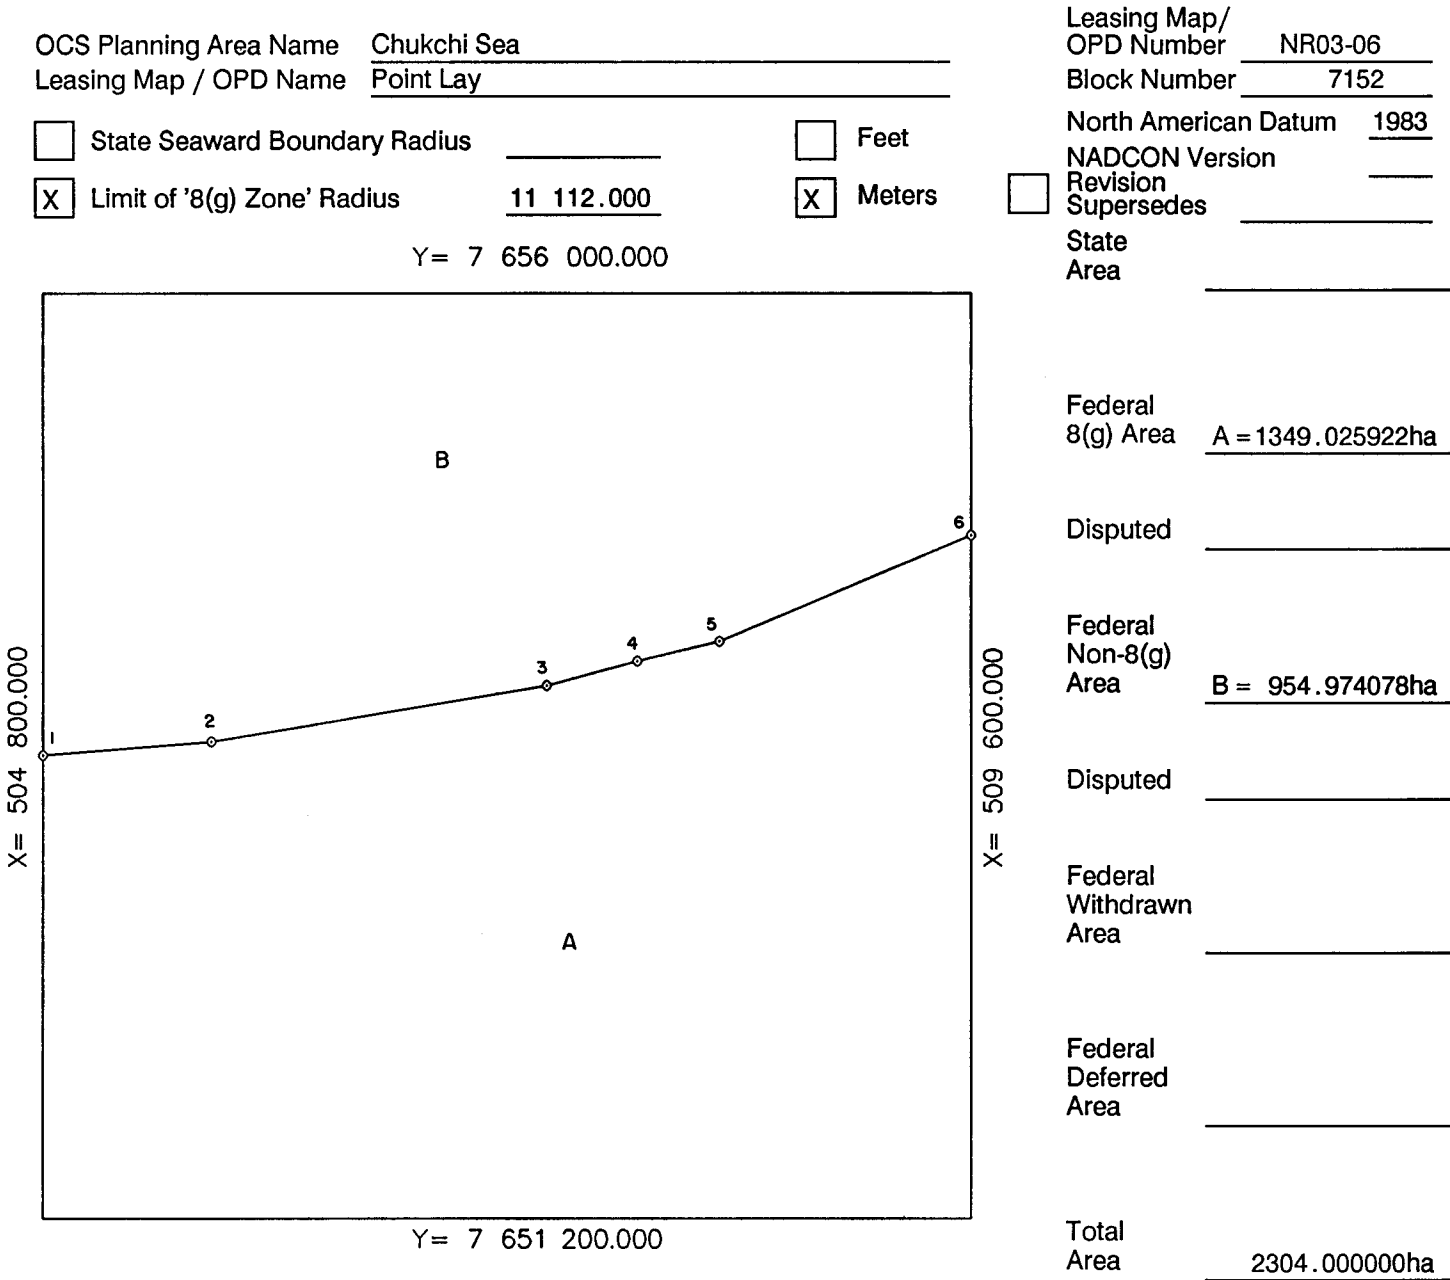 OCS Planning Area Name Chukchi Sea
Leasing Map / OPD Name Point Lay
State Seaward Boundary Radius
Feet
X Limit of '8(g) Zone' Radius 11 112.000
X Meters
Leasing Map/
OPD Number NR03-06
Block Number 7152
North American Datum 1983
NADCON Version
Revision
Supersedes
State
Area
Y= 7 656 000.000
B
6
5
4
3
2
1
X= 504 800.000
X= 509 600.000
A
Y= 7 651 200.000
Federal
8(g) Area A =1349.025922ha
Disputed
Federal
Non-8(g)
Area B = 954.974078ha
Disputed
Federal
Withdrawn
Area
Federal
Deferred
Area
Total
Area 2304.000000ha